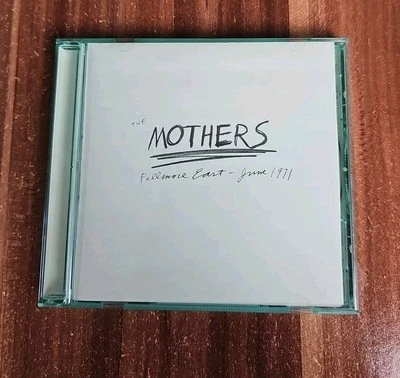 THE
MOTHERS
Fillmore East - June 1971